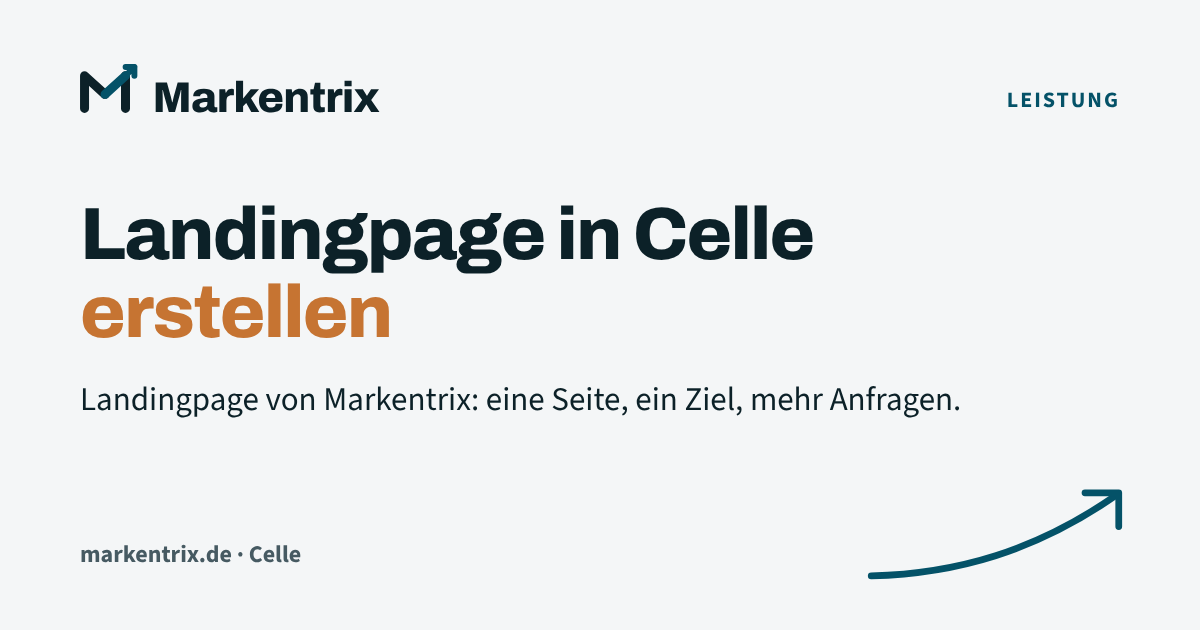 Markentrix
LEISTUNG
Landingpage in Celle
erstellen
Landingpage von Markentrix: eine Seite, ein Ziel, mehr Anfragen.
markentrix.de · Celle